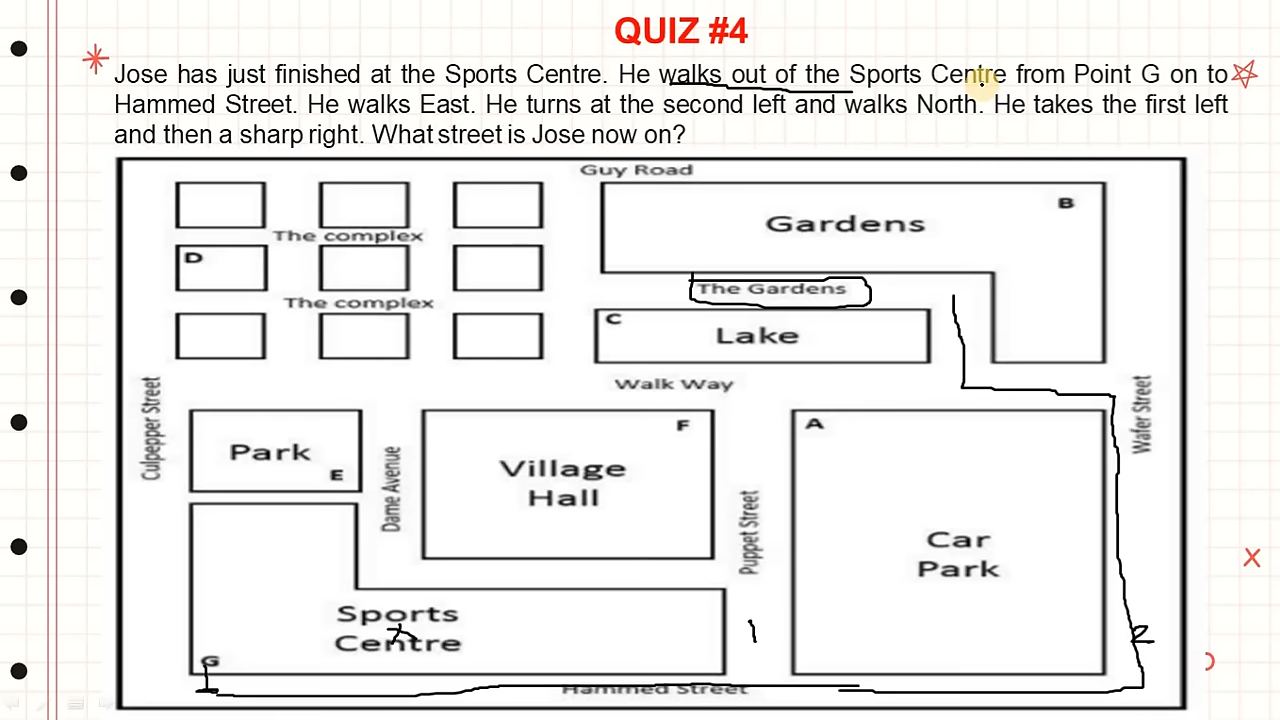 QUIZ #4
Jose has just finished at the Sports Centre. He walks out of the Sports Centre from Point G on to
Hammed Street. He walks East. He turns at the second left and walks North. He takes the first left
and then a sharp right. What street is Jose now on?
Guy Road
B
Gardens
The complex
D
The Gardens
The complex
C
Lake
Walk Way
Culpepper Street
Wafer Street
F
A
Park
E
Dame Avenue
Village
Hall
Puppet Street
Car
Park
Sports
Centre
1
2
G
Hammed Street